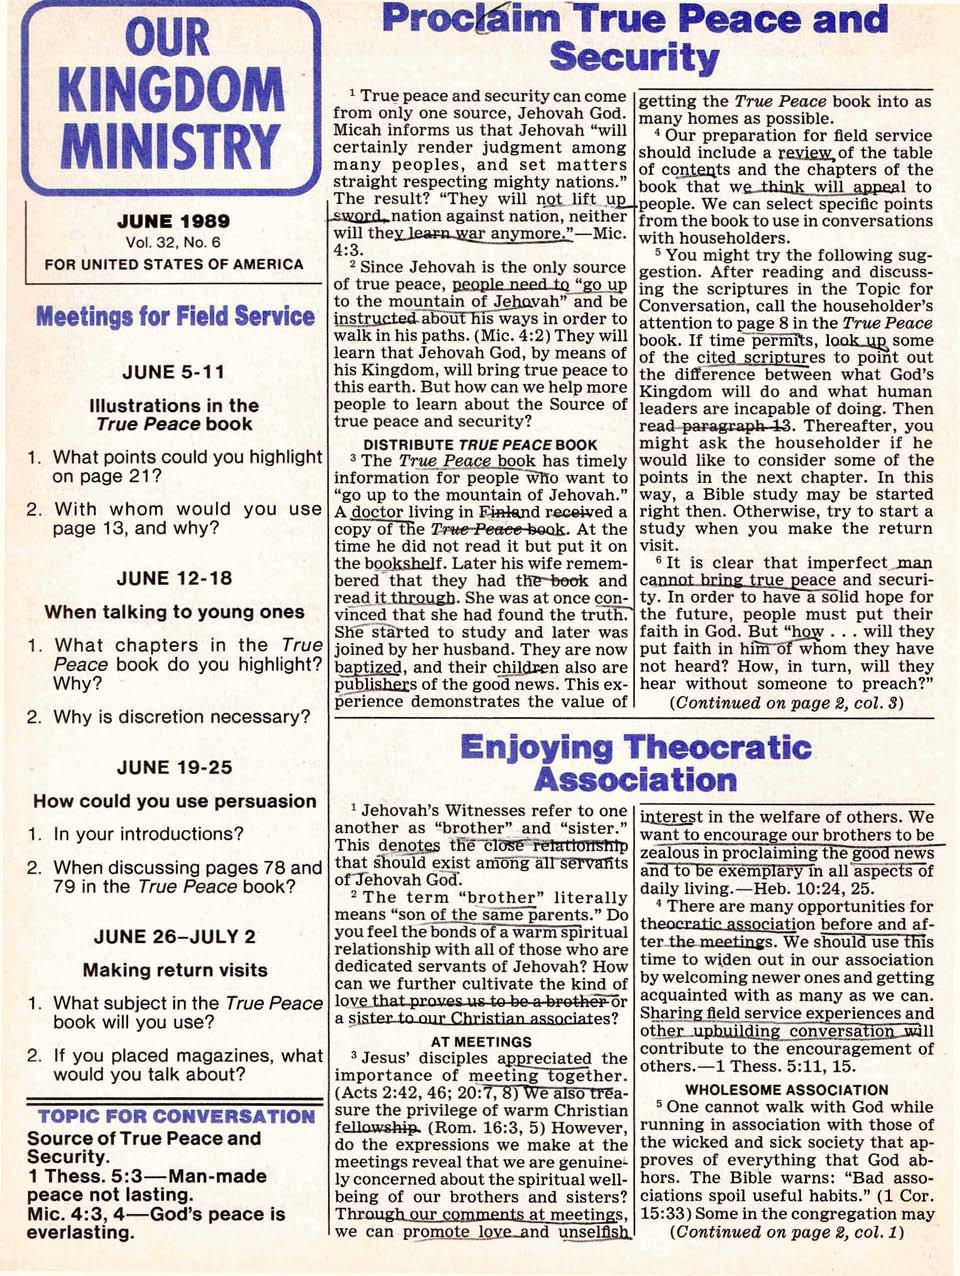 OUR
KINGDOM
MINISTRY
JUNE 1989
Vol. 32, No. 6
FOR UNITED STATES OF AMERICA
Meetings for Field Service
JUNE 5-11
Illustrations in the
True Peace book
1. What points could you highlight
on page 21?
2. With whom would you use
page 13, and why?
JUNE 12-18
When talking to young ones
1. What chapters in the True
Peace book do you highlight?
Why?
2. Why is discretion necessary?
JUNE 19-25
How could you use persuasion
1. In your introductions?
2. When discussing pages 78 and
79 in the True Peace book?
JUNE 26–JULY 2
Making return visits
1. What subject in the True Peace
book will you use?
2. If you placed magazines, what
would you talk about?
TOPIC FOR CONVERSATION
Source of True Peace and
Security.
1 Thess. 5:3—Man-made
peace not lasting.
Mic. 4:3, 4—God's peace is
everlasting.
Proclaim True Peace and
Security
1 True peace and security can come
from only one source, Jehovah God.
Micah informs us that Jehovah "will
certainly render judgment among
many peoples, and set matters
straight respecting mighty nations."
The result? "They will not lift up
sword, nation against nation, neither
will they learn war anymore."—Mic.
4:3.
2 Since Jehovah is the only source
of true peace, people need to "go up
to the mountain of Jehovah" and be
instructed about his ways in order to
walk in his paths. (Mic. 4:2) They will
learn that Jehovah God, by means of
his Kingdom, will bring true peace to
this earth. But how can we help more
people to learn about the Source of
true peace and security?
DISTRIBUTE TRUE PEACE BOOK
3 The True Peace book has timely
information for people who want to
"go up to the mountain of Jehovah."
A doctor living in Finland received a
copy of the True Peace book. At the
time he did not read it but put it on
the bookshelf. Later his wife remem-
bered that they had the book and
read it through. She was at once con-
vinced that she had found the truth.
She started to study and later was
joined by her husband. They are now
baptized, and their children also are
publishers of the good news. This ex-
perience demonstrates the value of
getting the True Peace book into as
many homes as possible.
4 Our preparation for field service
should include a review of the table
of contents and the chapters of the
book that we think will appeal to
people. We can select specific points
from the book to use in conversations
with householders.
5 You might try the following sug-
gestion. After reading and discuss-
ing the scriptures in the Topic for
Conversation, call the householder's
attention to page 8 in the True Peace
book. If time permits, look up some
of the cited scriptures to point out
the difference between what God's
Kingdom will do and what human
leaders are incapable of doing. Then
read paragraph 13. Thereafter, you
might ask the householder if he
would like to consider some of the
points in the next chapter. In this
way, a Bible study may be started
right then. Otherwise, try to start a
study when you make the return
visit.
6 It is clear that imperfect man
cannot bring true peace and securi-
ty. In order to have a solid hope for
the future, people must put their
faith in God. But "how . . . will they
put faith in him of whom they have
not heard? How, in turn, will they
hear without someone to preach?"
(Continued on page 2, col. 3)
Enjoying Theocratic
Association
1 Jehovah's Witnesses refer to one
another as "brother" and "sister."
This denotes the close relationship
that should exist among all servants
of Jehovah God.
2 The term "brother" literally
means "son of the same parents." Do
you feel the bonds of a warm spiritual
relationship with all of those who are
dedicated servants of Jehovah? How
can we further cultivate the kind of
love that proves us to be a brother or
a sister to our Christian associates?
AT MEETINGS
3 Jesus' disciples appreciated the
importance of meeting together.
(Acts 2:42, 46; 20:7, 8) We also trea-
sure the privilege of warm Christian
fellowship. (Rom. 16:3, 5) However,
do the expressions we make at the
meetings reveal that we are genuine-
ly concerned about the spiritual well-
being of our brothers and sisters?
Through our comments at meetings,
we can promote love and unselfish
interest in the welfare of others. We
want to encourage our brothers to be
zealous in proclaiming the good news
and to be exemplary in all aspects of
daily living.—Heb. 10:24, 25.
4 There are many opportunities for
theocratic association before and af-
ter the meetings. We should use this
time to widen out in our association
by welcoming newer ones and getting
acquainted with as many as we can.
Sharing field service experiences and
other upbuilding conversation will
contribute to the encouragement of
others.—1 Thess. 5:11, 15.
WHOLESOME ASSOCIATION
5 One cannot walk with God while
running in association with those of
the wicked and sick society that ap-
proves of everything that God ab-
hors. The Bible warns: "Bad asso-
ciations spoil useful habits." (1 Cor.
15:33) Some in the congregation may
(Continued on page 2, col. 1)